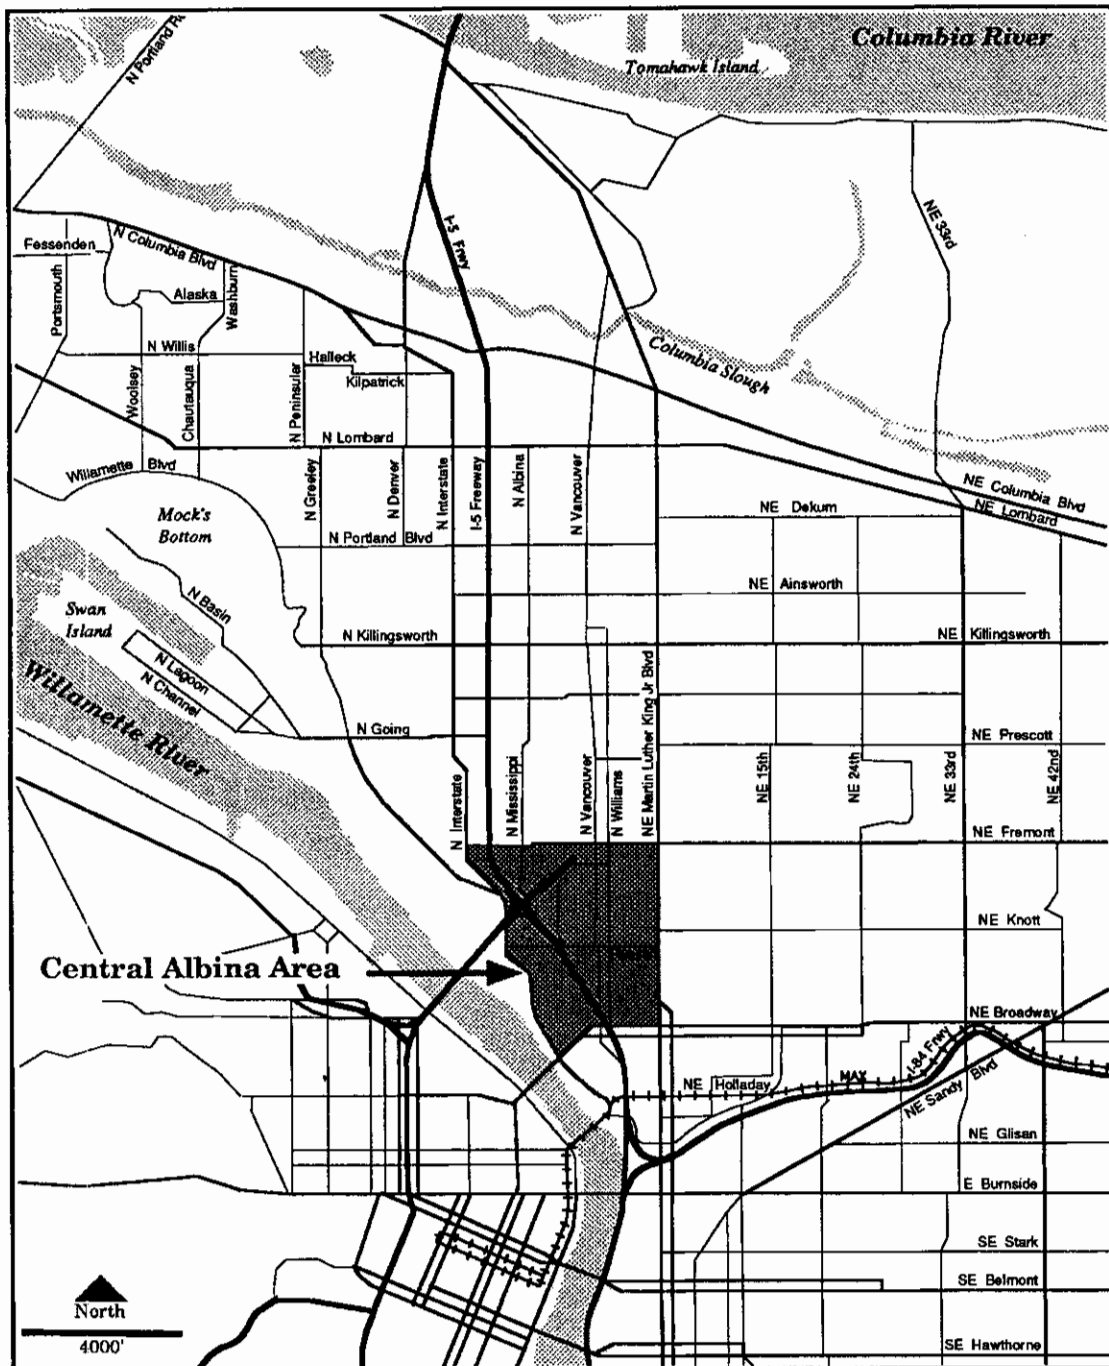 Columbia River
Tomahawk Island
N Portland
NE 33rd
I-5 Frwy
Fessenden
N Columbia Blvd
Portsmouth
Alaska
Washburn
N Willis
Halleck
Kilpatrick
Columbia Slough
Woolsey
Chautauqua
N Peninsular
N Lombard
Willamette Blvd
N Greeley
N Denver
N Interstate
I-5 Freeway
N Albina
N Vancouver
NE Columbia Blvd
NE Lombard
NE Dekum
Mock's
Bottom
N Portland Blvd
NE Ainsworth
N Basin
Swan
Island
N Killingsworth
NE Killingsworth
N Lagoon
N Channel
Willamette River
N Going
NE Prescott
N Interstate
N Mississippi
N Vancouver
N Williams
NE Martin Luther King Jr Blvd
NE 15th
NE 24th
NE 33rd
NE 42nd
NE Fremont
NE Knott
Central Albina Area
NE Broadway
I-84 Frwy
NE Holladay
MAX
NE Sandy Blvd
NE Glisan
E Burnside
SE Stark
SE Belmont
North
4000'
SE Hawthorne